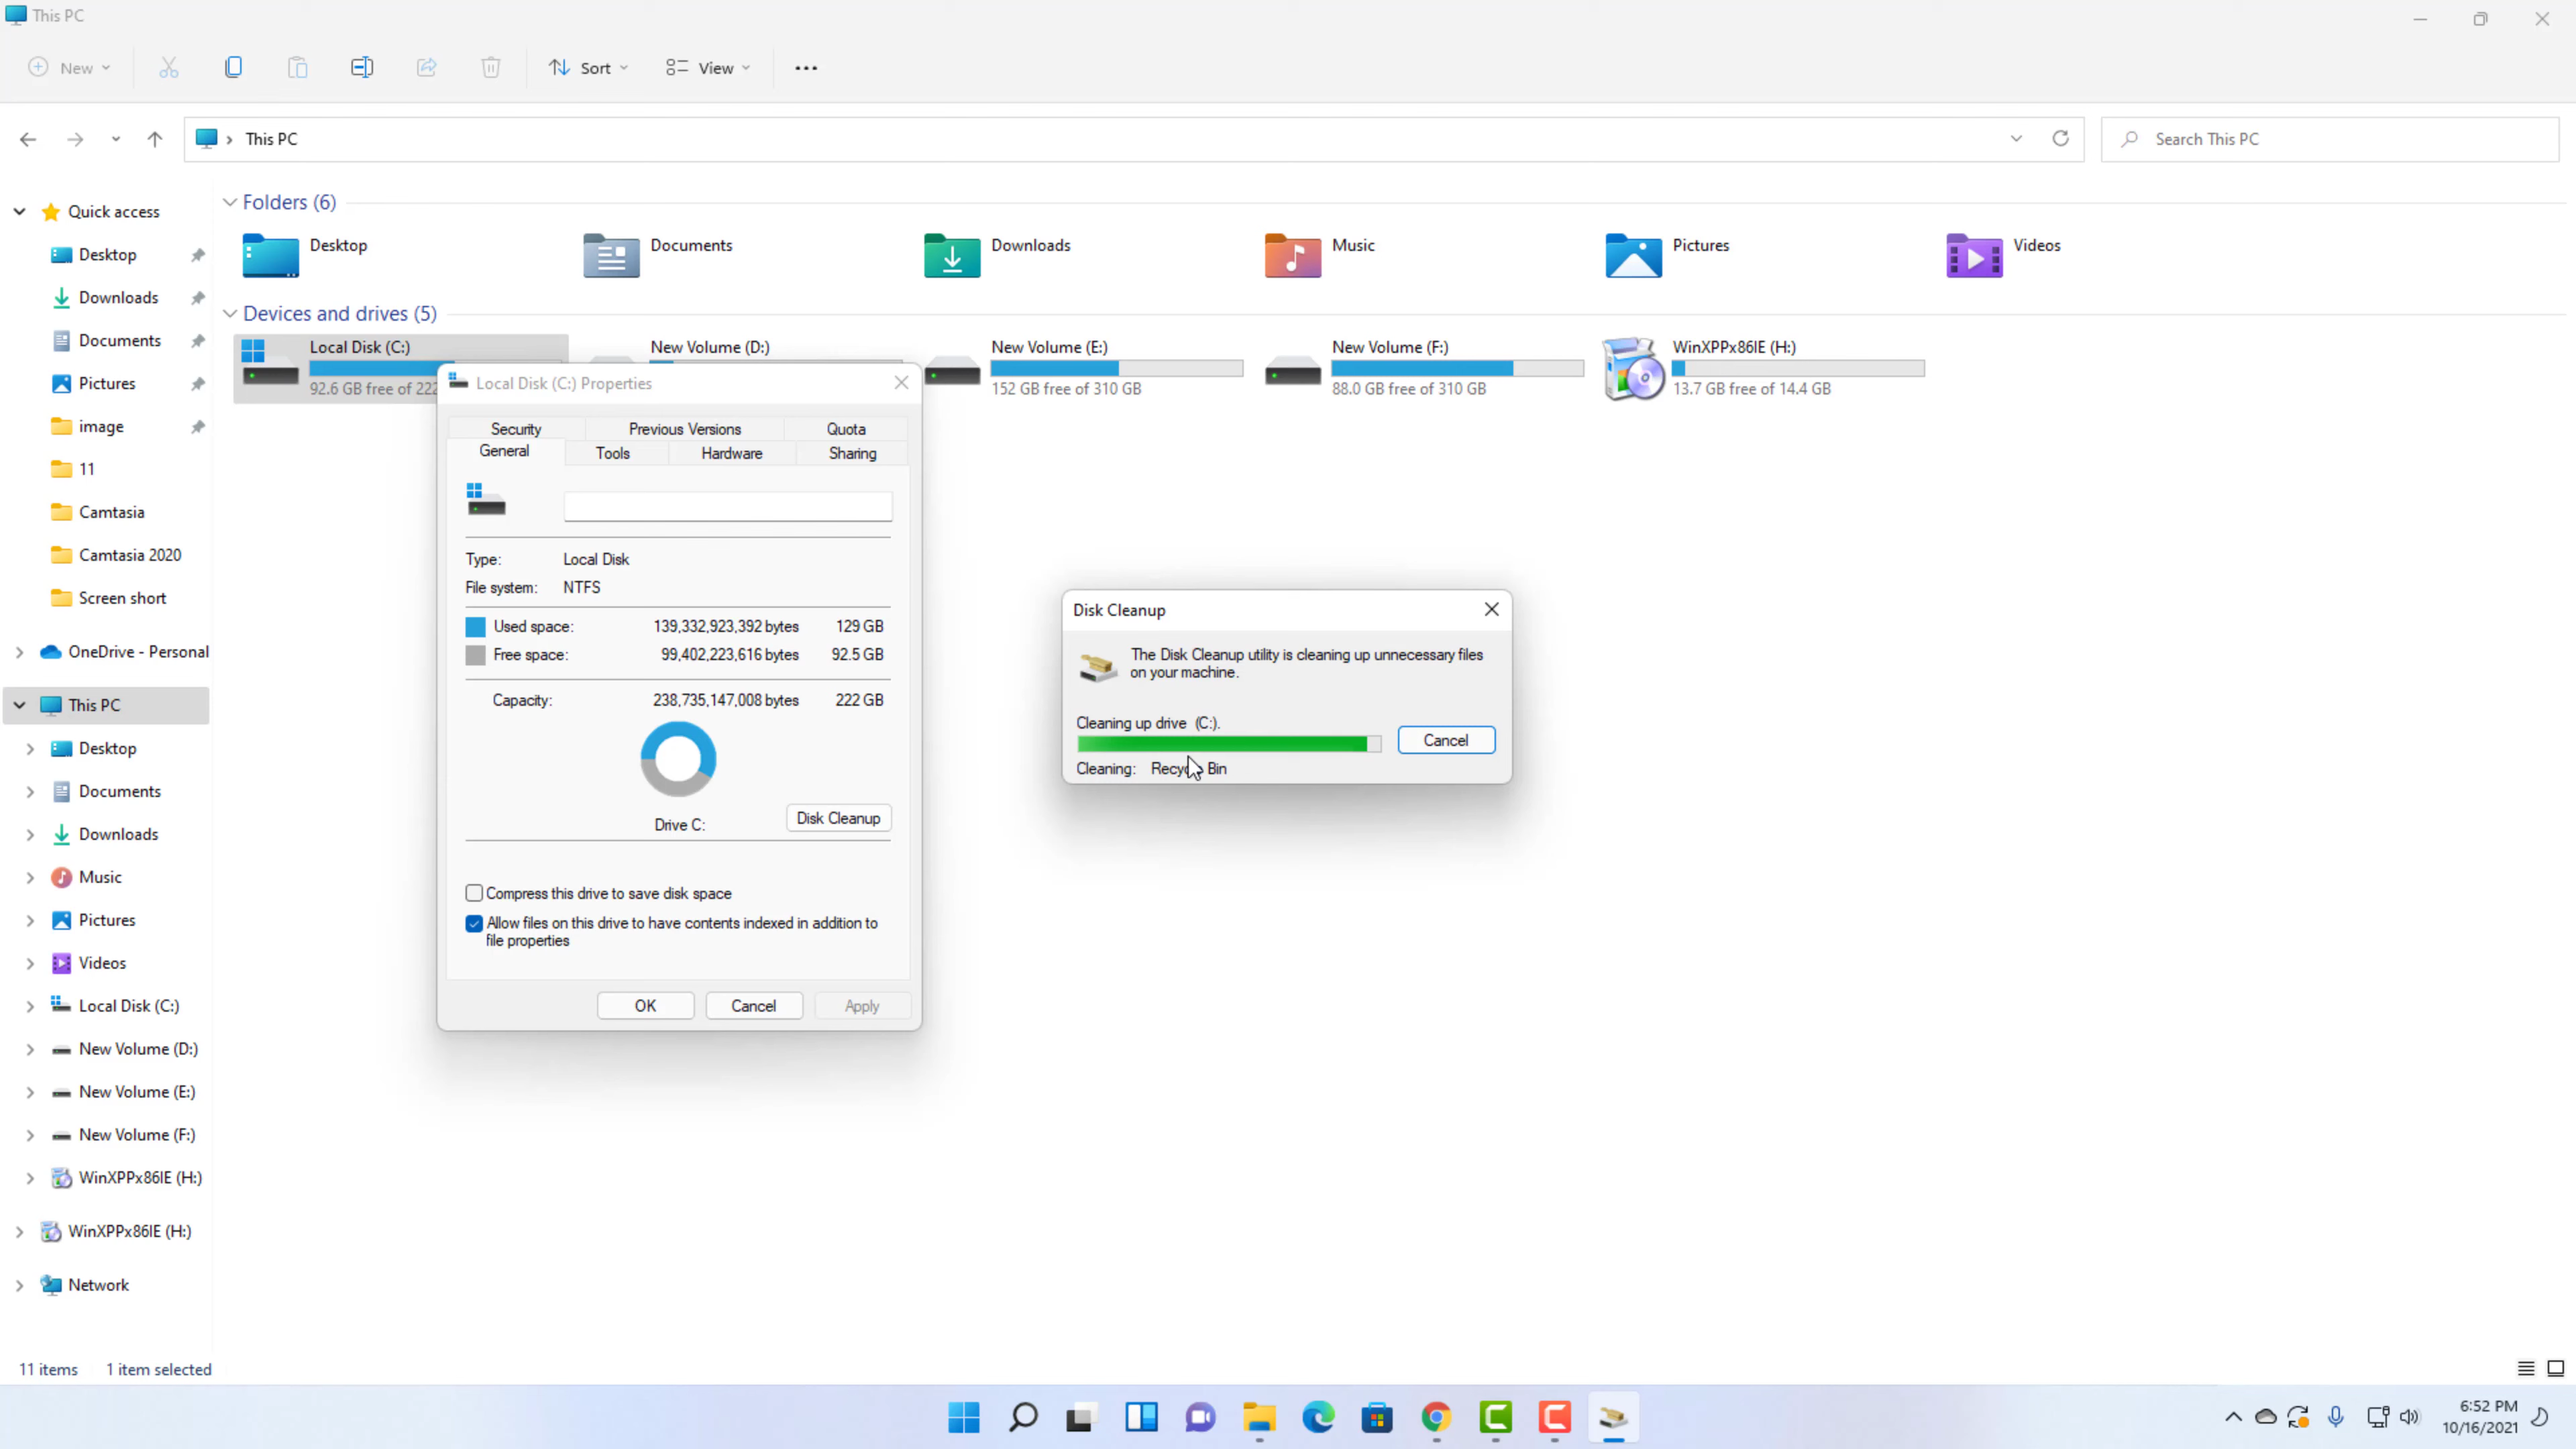 This PC
New
Sort
View
This PC
Search This PC
Quick access
Desktop
Downloads
Documents
Pictures
image
11
Camtasia
Camtasia 2020
Screen short
OneDrive - Personal
This PC
Desktop
Documents
Downloads
Music
Pictures
Videos
Local Disk (C:)
New Volume (D:)
New Volume (E:)
New Volume (F:)
WinXPPx86IE (H:)
WinXPPx86IE (H:)
Network
Folders (6)
Desktop
Documents
Downloads
Music
Pictures
Videos
Devices and drives (5)
Local Disk (C:)
92.6 GB free of 222
New Volume (D:)
New Volume (E:)
152 GB free of 310 GB
New Volume (F:)
88.0 GB free of 310 GB
WinXPPx86IE (H:)
13.7 GB free of 14.4 GB
Local Disk (C:) Properties
Security Previous Versions Quota
General Tools Hardware Sharing
Type: Local Disk
File system: NTFS
Used space: 139,332,923,392 bytes 129 GB
Free space: 99,402,223,616 bytes 92.5 GB
Capacity: 238,735,147,008 bytes 222 GB
Drive C:
Disk Cleanup
Compress this drive to save disk space
Allow files on this drive to have contents indexed in addition to
file properties
OK Cancel Apply
Disk Cleanup
The Disk Cleanup utility is cleaning up unnecessary files
on your machine.
Cleaning up drive (C:).
Cancel
Cleaning: Recycle Bin
11 items 1 item selected
6:52 PM
10/16/2021